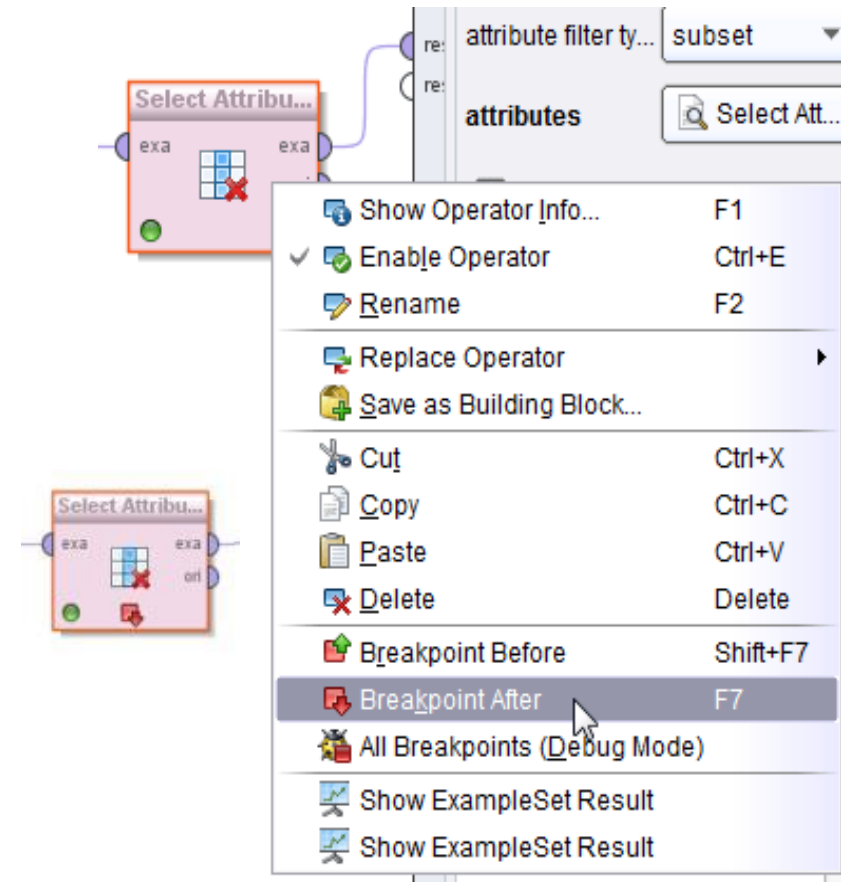 re:
attribute filter ty...
subset
re:
Select Attribu...
attributes
Select Att...
exa
exa
Show Operator Info...
F1
Enable Operator
Ctrl+E
Rename
F2
Replace Operator
Save as Building Block...
Cut
Ctrl+X
Copy
Ctrl+C
Paste
Ctrl+V
Delete
Delete
Select Attribu...
exa
exa
ori
Breakpoint Before
Shift+F7
Breakpoint After
F7
All Breakpoints (Debug Mode)
Show ExampleSet Result
Show ExampleSet Result